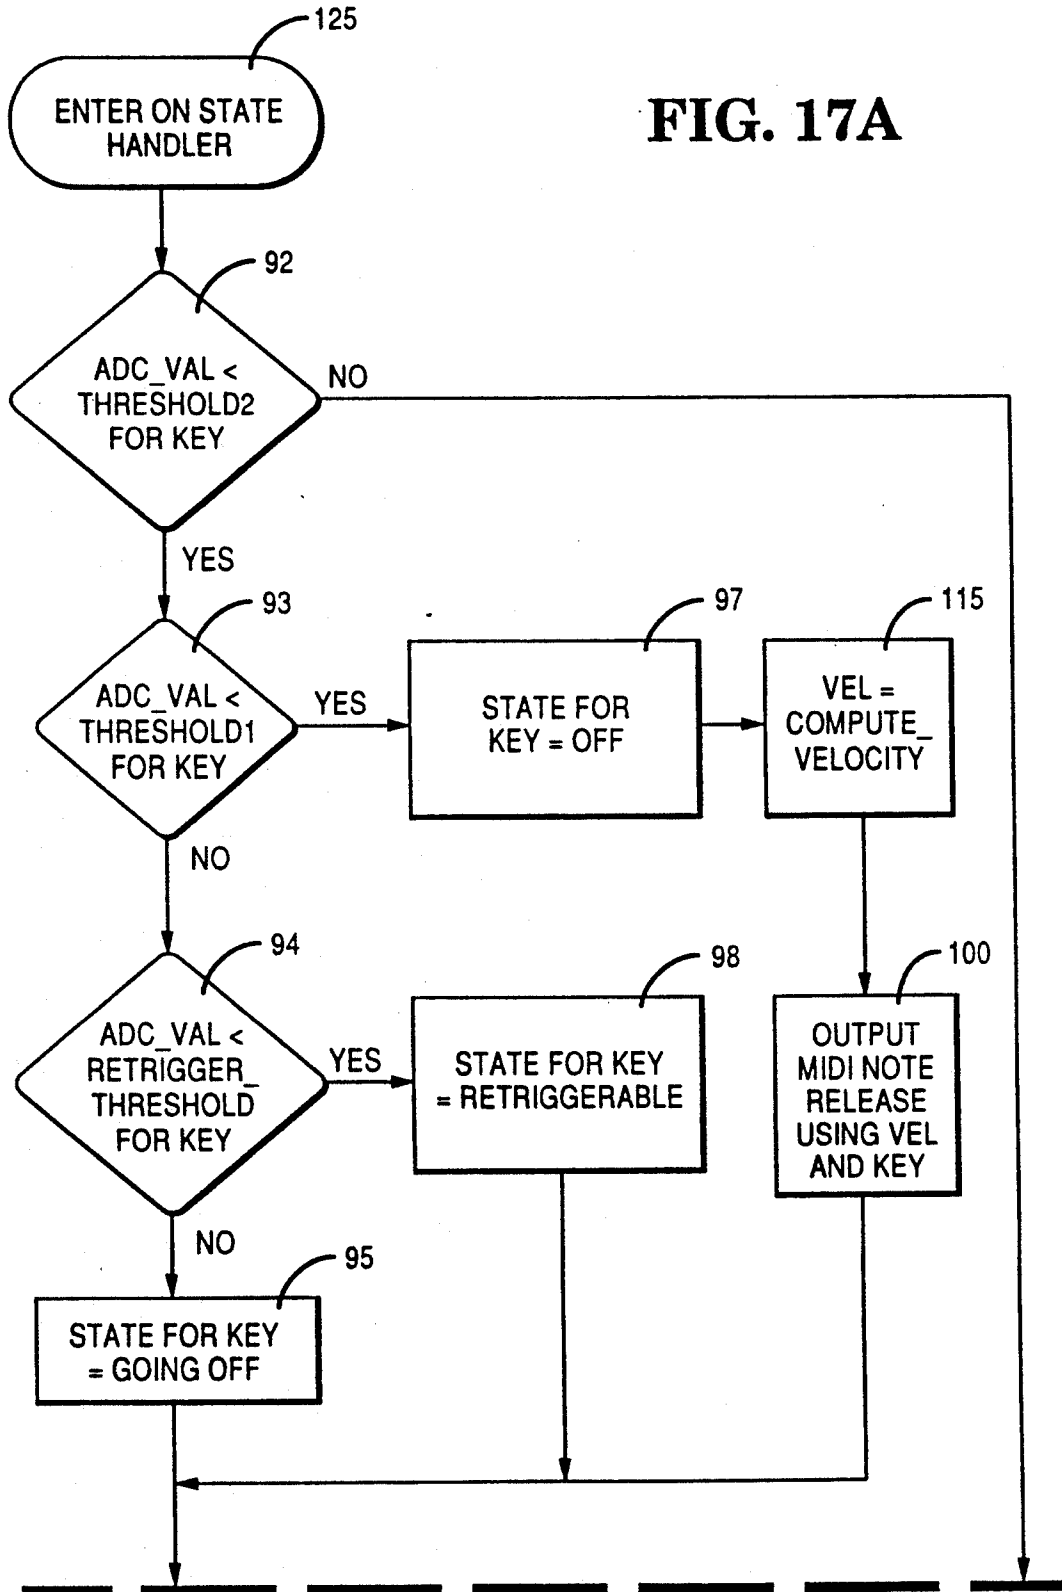 125
ENTER ON STATE
HANDLER
FIG. 17A
92
ADC_VAL <
THRESHOLD2
FOR KEY
NO
YES
93
ADC_VAL <
THRESHOLD1
FOR KEY
YES
97
STATE FOR
KEY = OFF
115
VEL =
COMPUTE_
VELOCITY
NO
94
ADC_VAL <
RETRIGGER_
THRESHOLD
FOR KEY
YES
98
STATE FOR KEY
= RETRIGGERABLE
100
OUTPUT
MIDI NOTE
RELEASE
USING VEL
AND KEY
NO
95
STATE FOR KEY
= GOING OFF